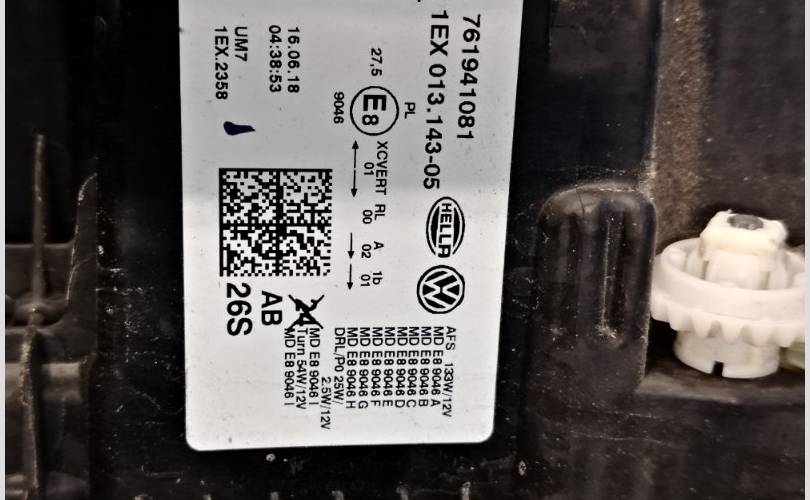 761941081
1EX 013.143-05
HELLA
VW
PL
E8
27,5
9046
XCVERT RL A 1b
01 00 02 01
16.06.18
04:38:53
UM7
1EX.2358
AB
26S
AFS 133W/12V
MD E8 9046 A
MD E8 9046 B
MD E8 9046 C
MD E8 9046 D
MD E8 9046 E
MD E8 9046 F
MD E8 9046 G
MD E8 9046 H
DRL/P0 25W/
2.5W/12V
MD E8 9046 I
Turn 54W/12V
MD E8 9046 I